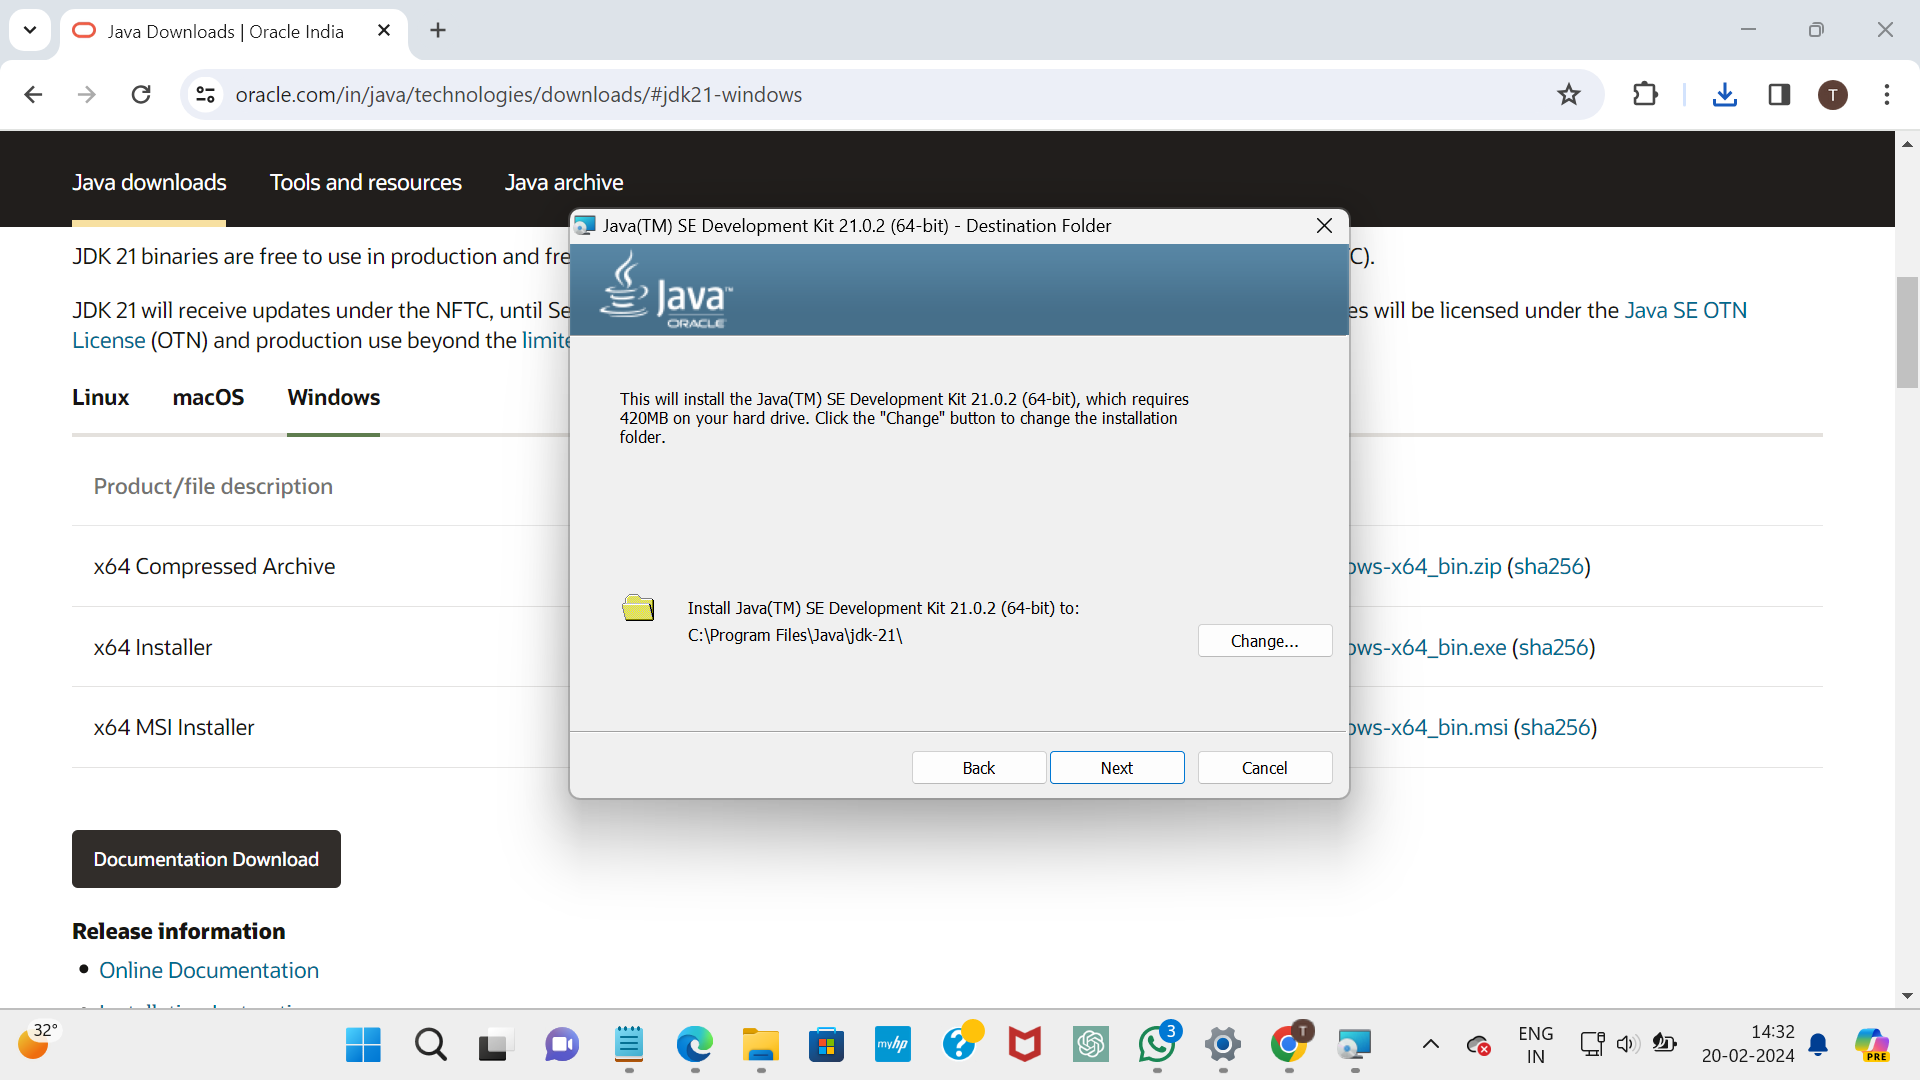 Java Downloads | Oracle India
oracle.com/in/java/technologies/downloads/#jdk21-windows
T
Java downloads
Tools and resources
Java archive
JDK 21 binaries are free to use in production and fre
C).
JDK 21 will receive updates under the NFTC, until Se
es will be licensed under the Java SE OTN
License (OTN) and production use beyond the limite
Linux
macOS
Windows
Product/file description
x64 Compressed Archive
ows-x64_bin.zip (sha256)
x64 Installer
ows-x64_bin.exe (sha256)
x64 MSI Installer
ows-x64_bin.msi (sha256)
Documentation Download
Release information
Online Documentation
Java(TM) SE Development Kit 21.0.2 (64-bit) - Destination Folder
Java™
ORACLE
This will install the Java(TM) SE Development Kit 21.0.2 (64-bit), which requires
420MB on your hard drive. Click the "Change" button to change the installation
folder.
Install Java(TM) SE Development Kit 21.0.2 (64-bit) to:
C:\Program Files\Java\jdk-21\
Change...
Back
Next
Cancel
32°
myhp
3
T
ENG
IN
14:32
20-02-2024
PRE